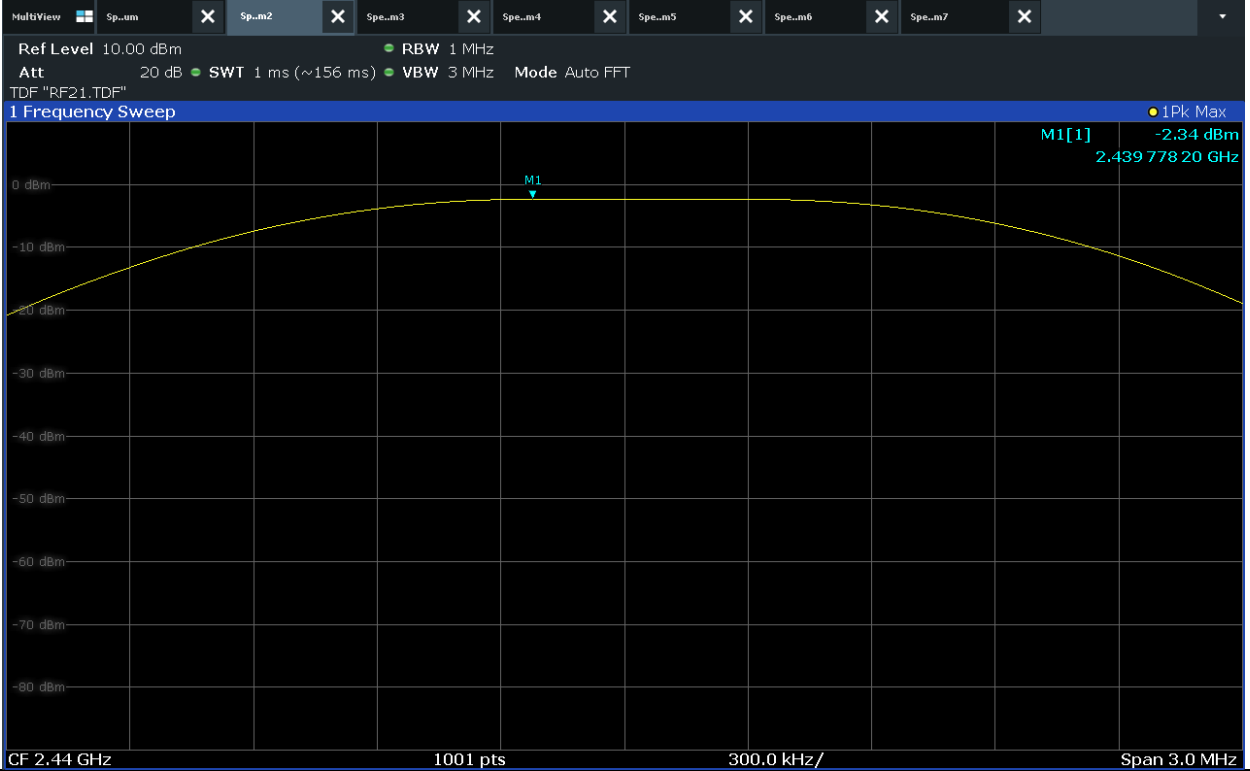 MultiView Sp..um Sp..m2 Spe..m3 Spe..m4 Spe..m5 Spe..m6 Spe..m7
Ref Level 10.00 dBm RBW 1 MHz
Att 20 dB SWT 1 ms (~156 ms) VBW 3 MHz Mode Auto FFT
TDF "RF21.TDF"
1 Frequency Sweep 1Pk Max
M1[1] -2.34 dBm
2.439 778 20 GHz
M1
0 dBm
-10 dBm
-20 dBm
-30 dBm
-40 dBm
-50 dBm
-60 dBm
-70 dBm
-80 dBm
CF 2.44 GHz 1001 pts 300.0 kHz/ Span 3.0 MHz